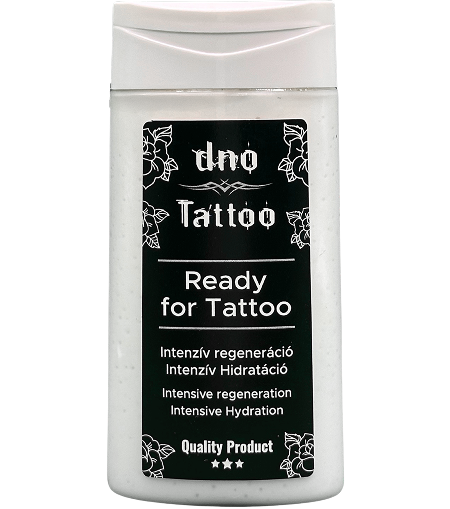 dno
Tattoo
Ready
for Tattoo
Intenzív regeneráció
Intenzív Hidratáció
Intensive regeneration
Intensive Hydration
Quality Product